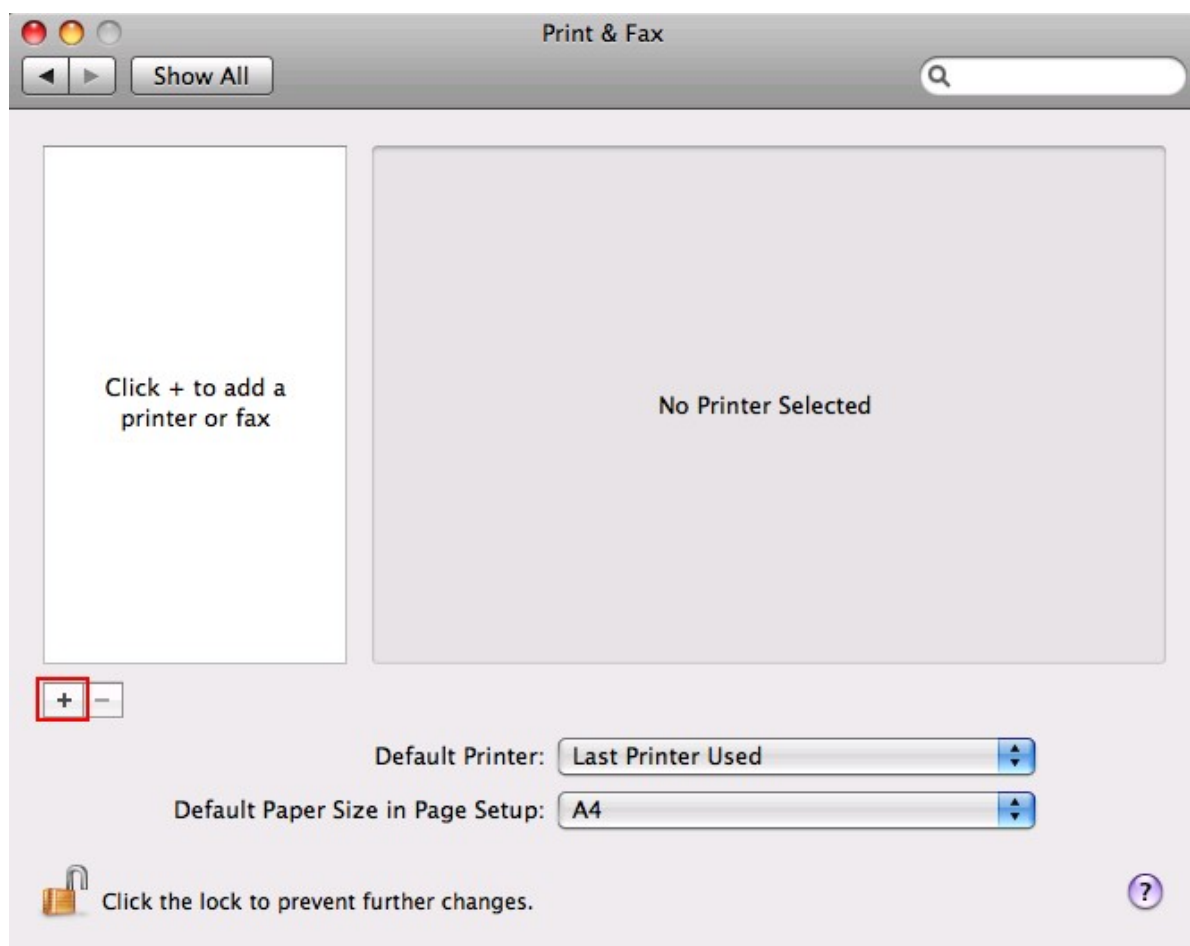 Print & Fax
Show All
Click + to add a
printer or fax
No Printer Selected
+ −
Default Printer: Last Printer Used
Default Paper Size in Page Setup: A4
Click the lock to prevent further changes.
?